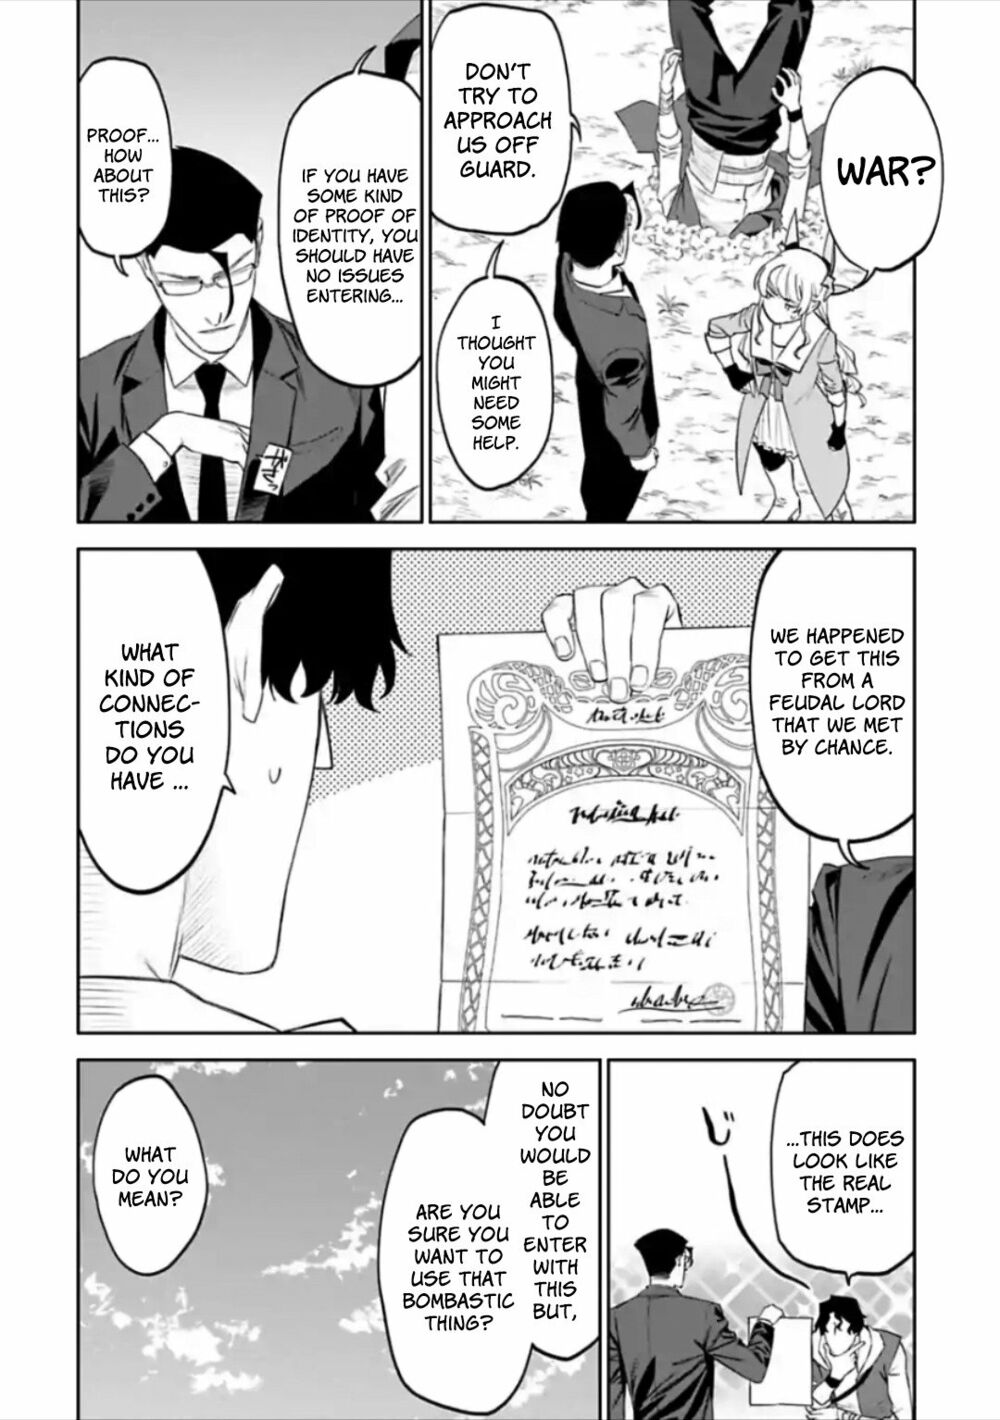 WAR?
DON'T
TRY TO
APPROACH
US OFF
GUARD.
I
THOUGHT
YOU
MIGHT
NEED
SOME
HELP.
IF YOU HAVE
SOME KIND
OF PROOF OF
IDENTITY, YOU
SHOULD HAVE
NO ISSUES
ENTERING...
PROOF...
HOW
ABOUT
THIS?
WE HAPPENED
TO GET THIS
FROM A
FEUDAL LORD
THAT WE MET
BY CHANCE.
WHAT
KIND OF
CONNEC-
TIONS
DO YOU
HAVE ...
...THIS DOES
LOOK LIKE
THE REAL
STAMP...
じ
NO
DOUBT
YOU
WOULD
BE
ABLE
TO
ENTER
WITH
THIS
BUT,
ARE YOU
SURE YOU
WANT TO
USE THAT
BOMBASTIC
THING?
WHAT
DO YOU
MEAN?